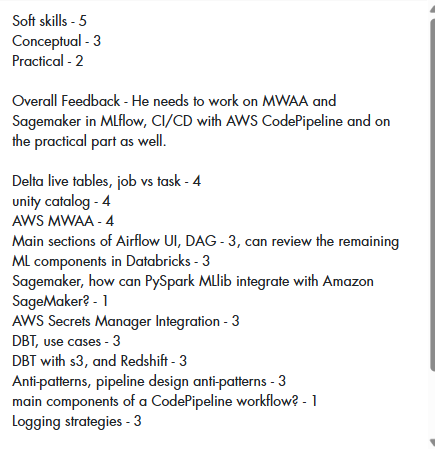 Soft skills - 5
Conceptual - 3
Practical - 2
Overall Feedback - He needs to work on MWAA and
Sagemaker in MLflow, CI/CD with AWS CodePipeline and on
the practical part as well.
Delta live tables, job vs task - 4
unity catalog - 4
AWS MWAA - 4
Main sections of Airflow UI, DAG - 3, can review the remaining
ML components in Databricks - 3
Sagemaker, how can PySpark MLlib integrate with Amazon
SageMaker? - 1
AWS Secrets Manager Integration - 3
DBT, use cases - 3
DBT with s3, and Redshift - 3
Anti-patterns, pipeline design anti-patterns - 3
main components of a CodePipeline workflow? - 1
Logging strategies - 3